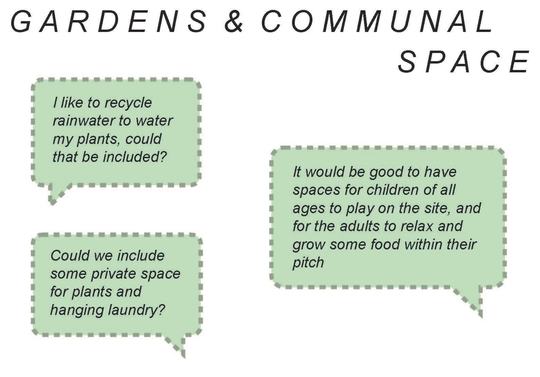 GARDENS & COMMUNAL
SPACE
I like to recycle
rainwater to water
my plants, could
that be included?
It would be good to have
spaces for children of all
ages to play on the site, and
for the adults to relax and
grow some food within their
pitch
Could we include
some private space
for plants and
hanging laundry?